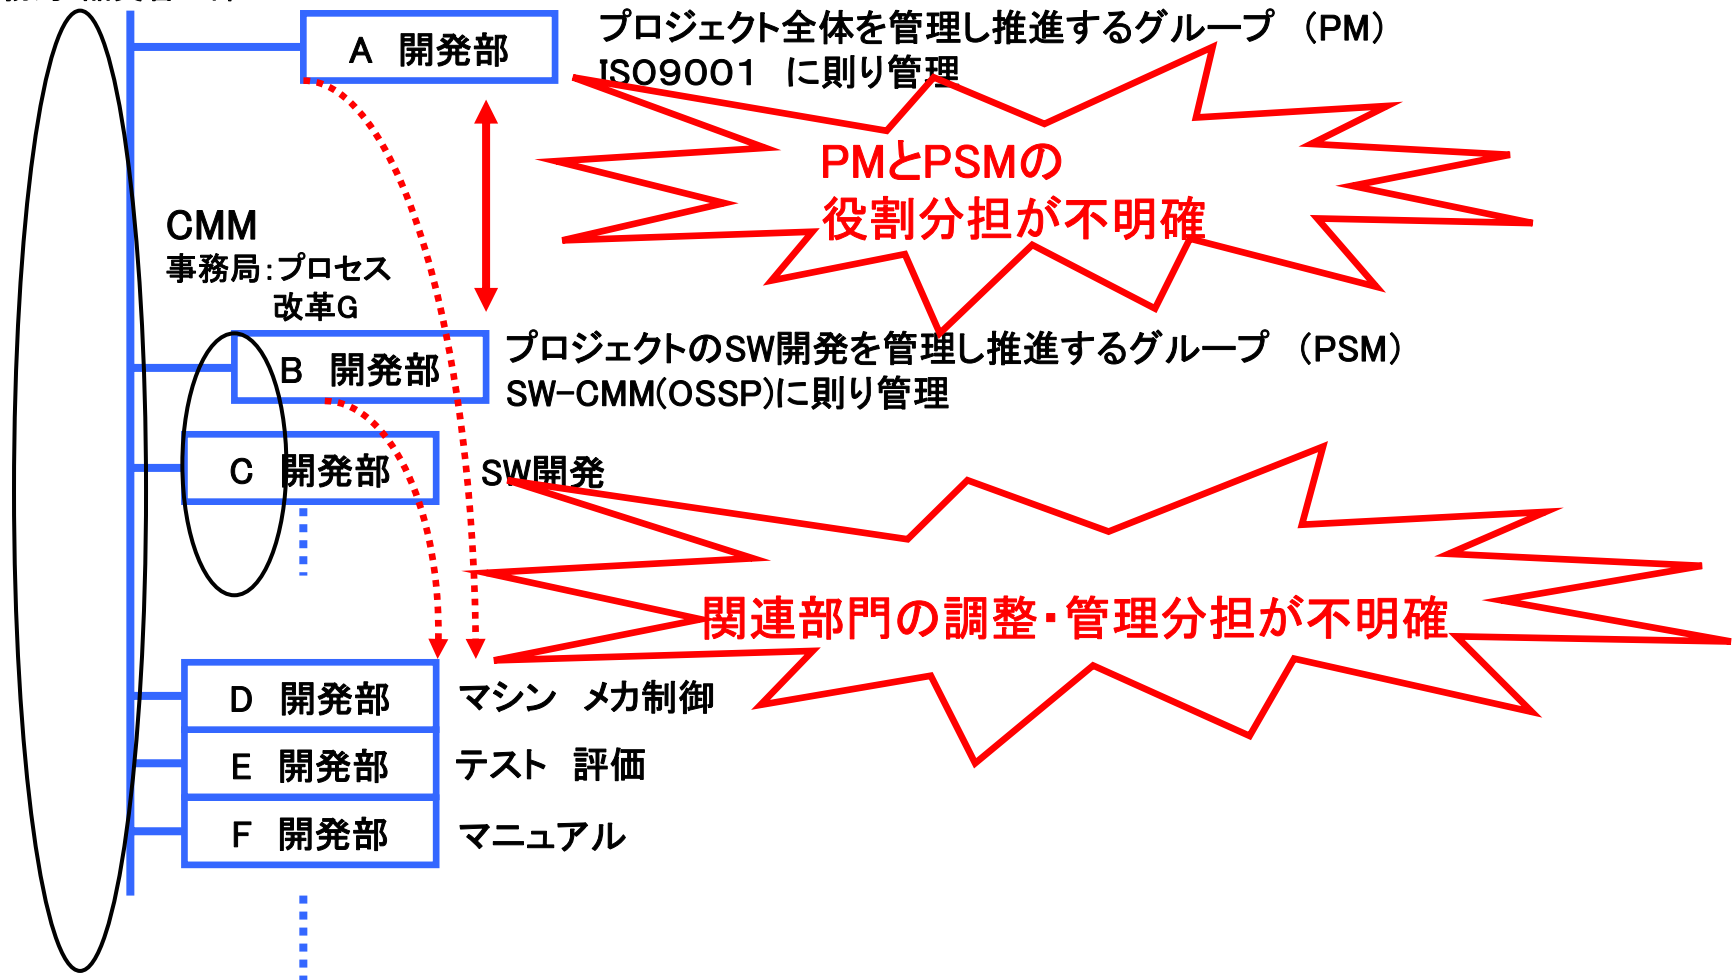 A 開発部
プロジェクト全体を管理し推進するグループ (PM)
ISO9001 に則り管理
PMとPSMの
役割分担が不明確
CMM
事務局:プロセス
改革G
B 開発部
プロジェクトのSW開発を管理し推進するグループ (PSM)
SW-CMM(OSSP)に則り管理
C 開発部
SW開発
関連部門の調整・管理分担が不明確
D 開発部
マシン メカ制御
E 開発部
テスト 評価
F 開発部
マニュアル